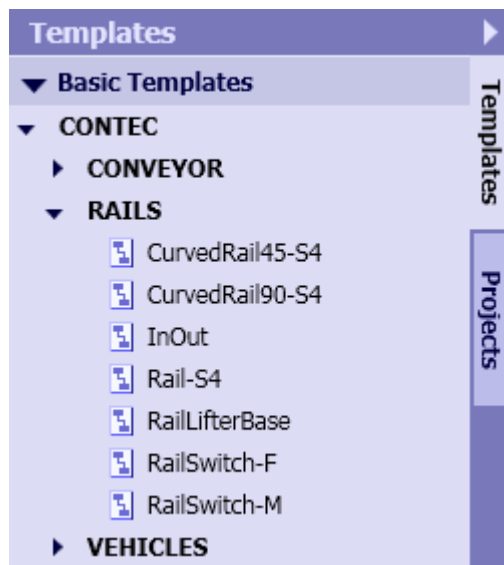 Templates
Basic Templates
CONTEC
CONVEYOR
RAILS
CurvedRail45-S4
CurvedRail90-S4
InOut
Rail-S4
RailLifterBase
RailSwitch-F
RailSwitch-M
VEHICLES
Templates
Projects